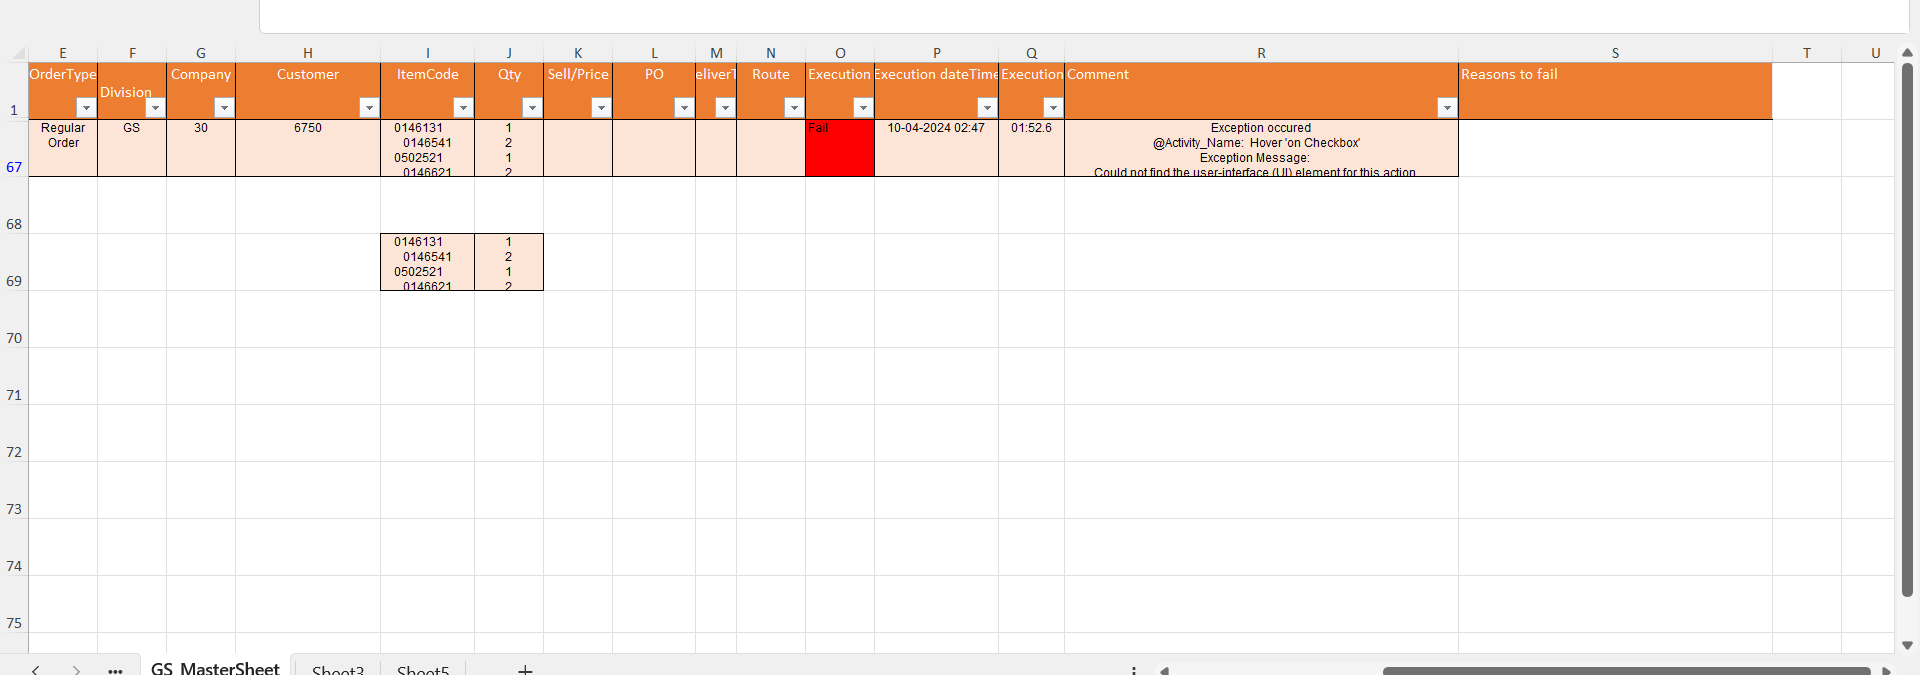 E F G H I J K L M N O P Q R S T U
1 OrderType Division Company Customer ItemCode Qty Sell/Price PO eliverT Route Execution Execution dateTime Execution Comment Reasons to fail
67 Regular GS 30 6750 0146131 1 Fail 10-04-2024 02:47 01:52.6 Exception occured
Order 0146541 2 @Activity_Name:  Hover 'on Checkbox'
0502521 1 Exception Message:
0146621 2 Could not find the user-interface (UI) element for this action
68
69 0146131 1
0146541 2
0502521 1
0146621 2
70
71
72
73
74
75
GS_MasterSheet Sheet3 Sheet5